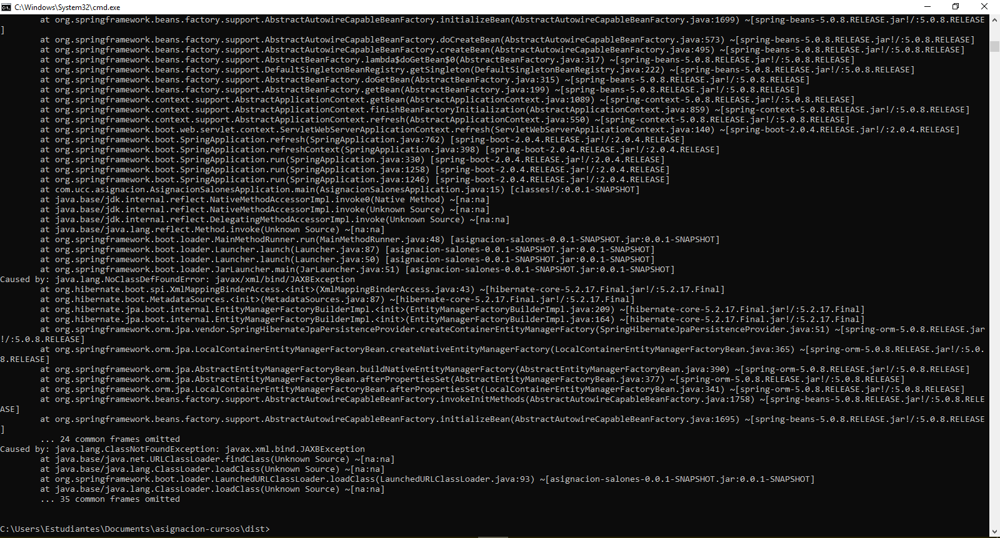 C:\Windows\System32\cmd.exe
at org.springframework.beans.factory.support.AbstractAutowireCapableBeanFactory.initializeBean(AbstractAutowireCapableBeanFactory.java:1699) ~[spring-beans-5.0.8.RELEASE.jar!/:5.0.8.RELEASE
]
at org.springframework.beans.factory.support.AbstractAutowireCapableBeanFactory.doCreateBean(AbstractAutowireCapableBeanFactory.java:573) ~[spring-beans-5.0.8.RELEASE.jar!/:5.0.8.RELEASE]
at org.springframework.beans.factory.support.AbstractAutowireCapableBeanFactory.createBean(AbstractAutowireCapableBeanFactory.java:495) ~[spring-beans-5.0.8.RELEASE.jar!/:5.0.8.RELEASE]
at org.springframework.beans.factory.support.AbstractBeanFactory.lambda$doGetBean$0(AbstractBeanFactory.java:317) ~[spring-beans-5.0.8.RELEASE.jar!/:5.0.8.RELEASE]
at org.springframework.beans.factory.support.DefaultSingletonBeanRegistry.getSingleton(DefaultSingletonBeanRegistry.java:222) ~[spring-beans-5.0.8.RELEASE.jar!/:5.0.8.RELEASE]
at org.springframework.beans.factory.support.AbstractBeanFactory.doGetBean(AbstractBeanFactory.java:315) ~[spring-beans-5.0.8.RELEASE.jar!/:5.0.8.RELEASE]
at org.springframework.beans.factory.support.AbstractBeanFactory.getBean(AbstractBeanFactory.java:199) ~[spring-beans-5.0.8.RELEASE.jar!/:5.0.8.RELEASE]
at org.springframework.context.support.AbstractApplicationContext.getBean(AbstractApplicationContext.java:1089) ~[spring-context-5.0.8.RELEASE.jar!/:5.0.8.RELEASE]
at org.springframework.context.support.AbstractApplicationContext.finishBeanFactoryInitialization(AbstractApplicationContext.java:859) ~[spring-context-5.0.8.RELEASE.jar!/:5.0.8.RELEASE]
at org.springframework.context.support.AbstractApplicationContext.refresh(AbstractApplicationContext.java:550) ~[spring-context-5.0.8.RELEASE.jar!/:5.0.8.RELEASE]
at org.springframework.boot.web.servlet.context.ServletWebServerApplicationContext.refresh(ServletWebServerApplicationContext.java:140) ~[spring-boot-2.0.4.RELEASE.jar!/:2.0.4.RELEASE]
at org.springframework.boot.SpringApplication.refresh(SpringApplication.java:762) [spring-boot-2.0.4.RELEASE.jar!/:2.0.4.RELEASE]
at org.springframework.boot.SpringApplication.refreshContext(SpringApplication.java:398) [spring-boot-2.0.4.RELEASE.jar!/:2.0.4.RELEASE]
at org.springframework.boot.SpringApplication.run(SpringApplication.java:330) [spring-boot-2.0.4.RELEASE.jar!/:2.0.4.RELEASE]
at org.springframework.boot.SpringApplication.run(SpringApplication.java:1258) [spring-boot-2.0.4.RELEASE.jar!/:2.0.4.RELEASE]
at org.springframework.boot.SpringApplication.run(SpringApplication.java:1246) [spring-boot-2.0.4.RELEASE.jar!/:2.0.4.RELEASE]
at com.ucc.asignacion.AsignacionSalonesApplication.main(AsignacionSalonesApplication.java:15) [classes!/:0.0.1-SNAPSHOT]
at java.base/jdk.internal.reflect.NativeMethodAccessorImpl.invoke0(Native Method) ~[na:na]
at java.base/jdk.internal.reflect.NativeMethodAccessorImpl.invoke(Unknown Source) ~[na:na]
at java.base/jdk.internal.reflect.DelegatingMethodAccessorImpl.invoke(Unknown Source) ~[na:na]
at java.base/java.lang.reflect.Method.invoke(Unknown Source) ~[na:na]
at org.springframework.boot.loader.MainMethodRunner.run(MainMethodRunner.java:48) [asignacion-salones-0.0.1-SNAPSHOT.jar:0.0.1-SNAPSHOT]
at org.springframework.boot.loader.Launcher.launch(Launcher.java:87) [asignacion-salones-0.0.1-SNAPSHOT.jar:0.0.1-SNAPSHOT]
at org.springframework.boot.loader.Launcher.launch(Launcher.java:50) [asignacion-salones-0.0.1-SNAPSHOT.jar:0.0.1-SNAPSHOT]
at org.springframework.boot.loader.JarLauncher.main(JarLauncher.java:51) [asignacion-salones-0.0.1-SNAPSHOT.jar:0.0.1-SNAPSHOT]
Caused by: java.lang.NoClassDefFoundError: javax/xml/bind/JAXBException
at org.hibernate.boot.spi.XmlMappingBinderAccess.<init>(XmlMappingBinderAccess.java:43) ~[hibernate-core-5.2.17.Final.jar!/:5.2.17.Final]
at org.hibernate.boot.MetadataSources.<init>(MetadataSources.java:87) ~[hibernate-core-5.2.17.Final.jar!/:5.2.17.Final]
at org.hibernate.jpa.boot.internal.EntityManagerFactoryBuilderImpl.<init>(EntityManagerFactoryBuilderImpl.java:209) ~[hibernate-core-5.2.17.Final.jar!/:5.2.17.Final]
at org.hibernate.jpa.boot.internal.EntityManagerFactoryBuilderImpl.<init>(EntityManagerFactoryBuilderImpl.java:164) ~[hibernate-core-5.2.17.Final.jar!/:5.2.17.Final]
at org.springframework.orm.jpa.vendor.SpringHibernateJpaPersistenceProvider.createContainerEntityManagerFactory(SpringHibernateJpaPersistenceProvider.java:51) ~[spring-orm-5.0.8.RELEASE.jar
!/:5.0.8.RELEASE]
at org.springframework.orm.jpa.LocalContainerEntityManagerFactoryBean.createNativeEntityManagerFactory(LocalContainerEntityManagerFactoryBean.java:365) ~[spring-orm-5.0.8.RELEASE.jar!/:5.0.
8.RELEASE]
at org.springframework.orm.jpa.AbstractEntityManagerFactoryBean.buildNativeEntityManagerFactory(AbstractEntityManagerFactoryBean.java:390) ~[spring-orm-5.0.8.RELEASE.jar!/:5.0.8.RELEASE]
at org.springframework.orm.jpa.AbstractEntityManagerFactoryBean.afterPropertiesSet(AbstractEntityManagerFactoryBean.java:377) ~[spring-orm-5.0.8.RELEASE.jar!/:5.0.8.RELEASE]
at org.springframework.orm.jpa.LocalContainerEntityManagerFactoryBean.afterPropertiesSet(LocalContainerEntityManagerFactoryBean.java:341) ~[spring-orm-5.0.8.RELEASE.jar!/:5.0.8.RELEASE]
at org.springframework.beans.factory.support.AbstractAutowireCapableBeanFactory.invokeInitMethods(AbstractAutowireCapableBeanFactory.java:1758) ~[spring-beans-5.0.8.RELEASE.jar!/:5.0.8.RELE
ASE]
at org.springframework.beans.factory.support.AbstractAutowireCapableBeanFactory.initializeBean(AbstractAutowireCapableBeanFactory.java:1695) ~[spring-beans-5.0.8.RELEASE.jar!/:5.0.8.RELEASE
]
... 24 common frames omitted
Caused by: java.lang.ClassNotFoundException: javax.xml.bind.JAXBException
at java.base/java.net.URLClassLoader.findClass(Unknown Source) ~[na:na]
at java.base/java.lang.ClassLoader.loadClass(Unknown Source) ~[na:na]
at org.springframework.boot.loader.LaunchedURLClassLoader.loadClass(LaunchedURLClassLoader.java:93) ~[asignacion-salones-0.0.1-SNAPSHOT.jar:0.0.1-SNAPSHOT]
at java.base/java.lang.ClassLoader.loadClass(Unknown Source) ~[na:na]
... 35 common frames omitted
C:\Users\Estudiantes\Documents\asignacion-cursos\dist>